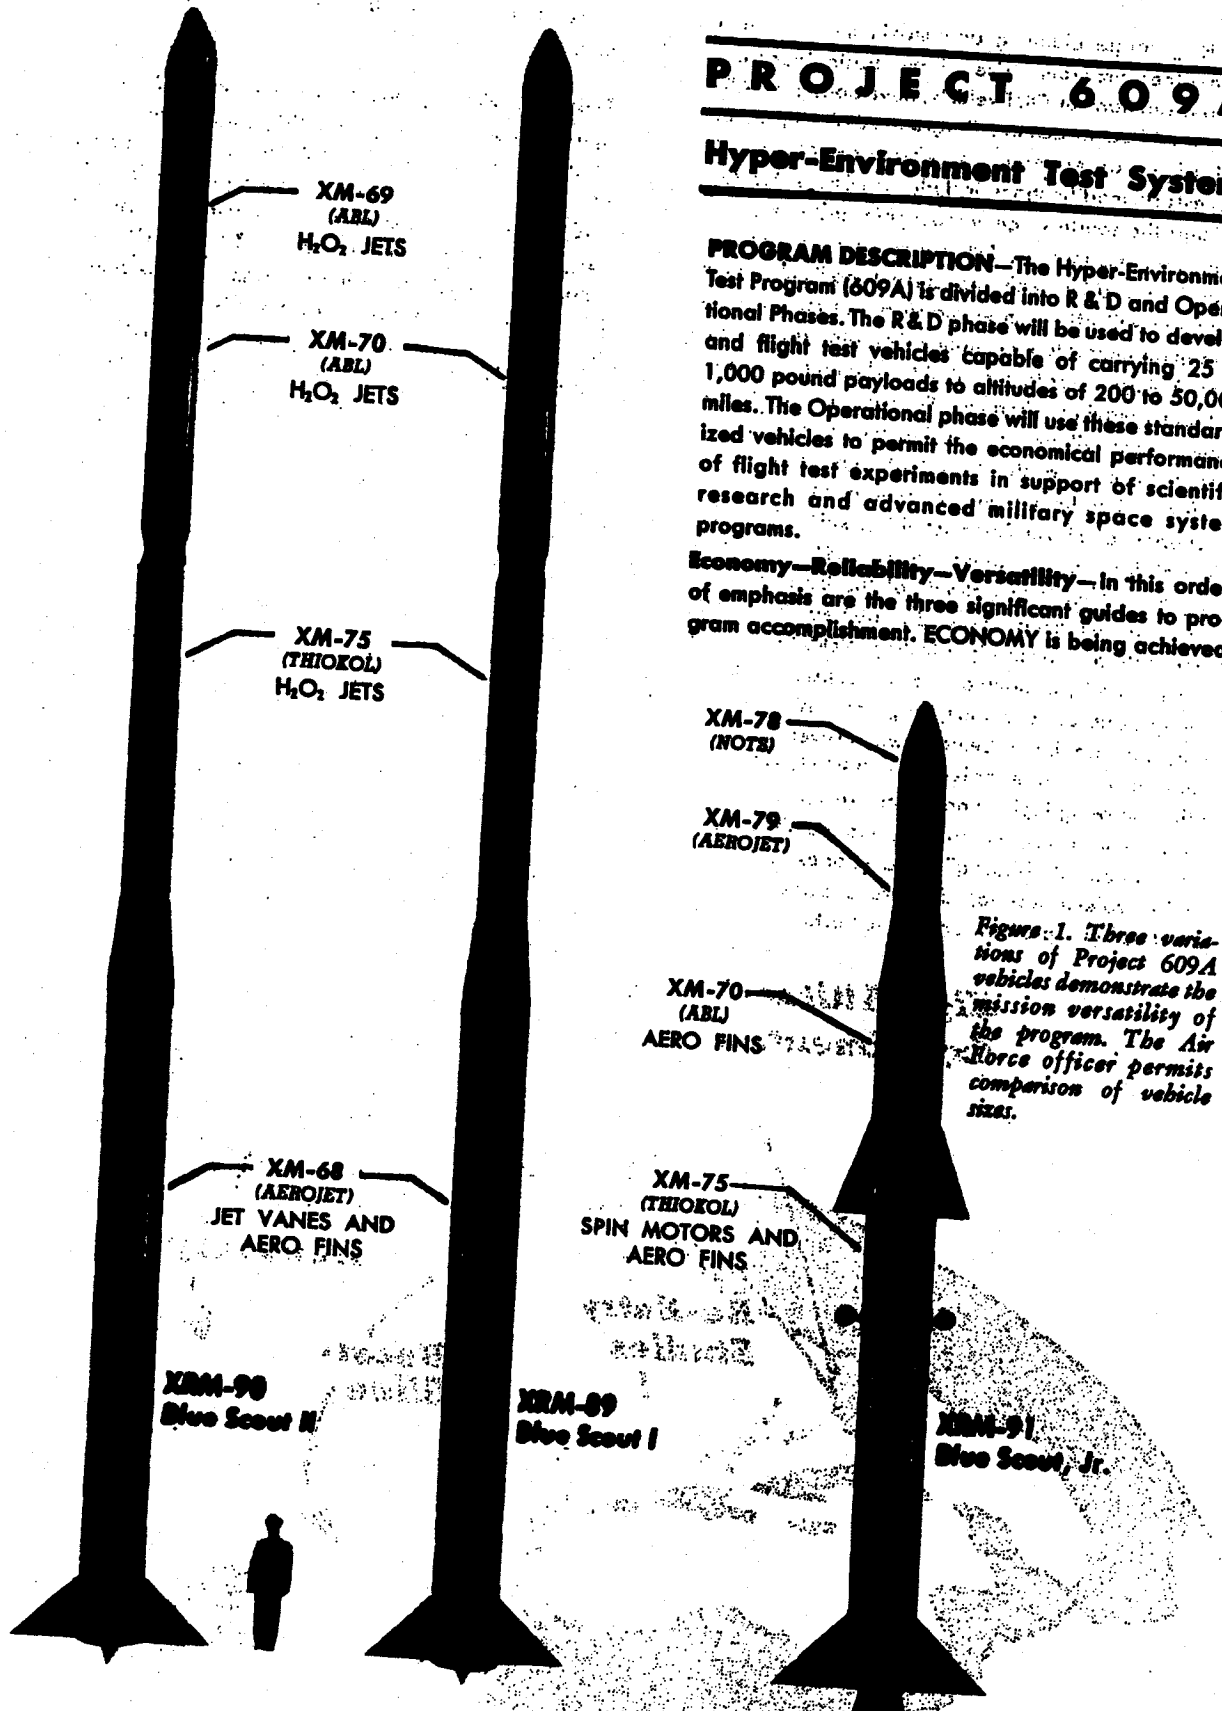 PROJECT 609A
Hyper-Environment Test System
PROGRAM DESCRIPTION—The Hyper-Environme
Test Program (609A) is divided into R & D and Oper
tional Phases. The R & D phase will be used to devel
and flight test vehicles capable of carrying 25
1,000 pound payloads to altitudes of 200 to 50,00
miles. The Operational phase will use these standar
ized vehicles to permit the economical performan
of flight test experiments in support of scientif
research and advanced military space syste
programs.
Economy—Reliability—Versatility—in this orde
of emphasis are the three significant guides to pro-
gram accomplishment. ECONOMY is being achieved
XM-69
(ABL)
H₂O₂ JETS
XM-70
(ABL)
H₂O₂ JETS
XM-75
(THIOKOL)
H₂O₂ JETS
XM-68
(AEROJET)
JET VANES AND
AERO FINS
XRM-90
Blue Scout II
XRM-89
Blue Scout I
XM-78
(NOTS)
XM-79
(AEROJET)
XM-70
(ABL)
AERO FINS
XM-75
(THIOKOL)
SPIN MOTORS AND
AERO FINS
XRM-91
Blue Scout, Jr.
Figure 1. Three varia-
tions of Project 609A
vehicles demonstrate the
mission versatility of
the program. The Air
Force officer permits
comparison of vehicle
sizes.